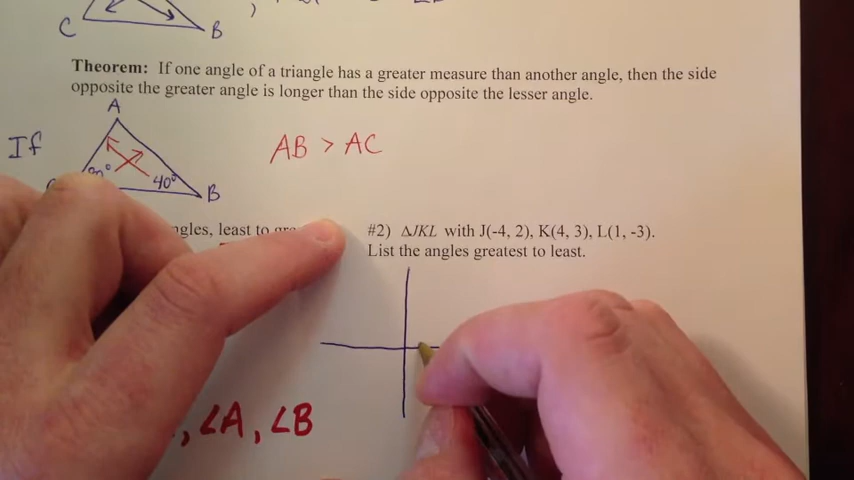 C B
Theorem: If one angle of a triangle has a greater measure than another angle, then the side
opposite the greater angle is longer than the side opposite the lesser angle.
A
If
AB > AC
40°
B
least to
#2) ΔJKL with J(-4, 2), K(4, 3), L(1, -3).
List the angles greatest to least.
, ∠A, ∠B